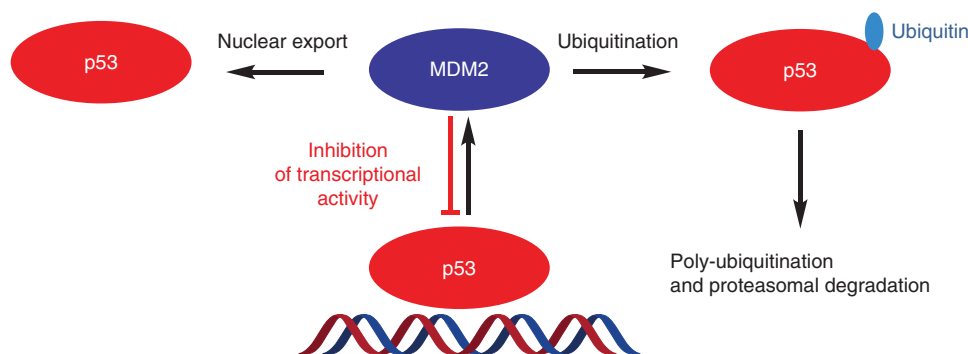 p53
Nuclear export
MDM2
Ubiquitination
p53
Ubiquitin
Inhibition
of transcriptional
activity
p53
Poly-ubiquitination
and proteasomal degradation